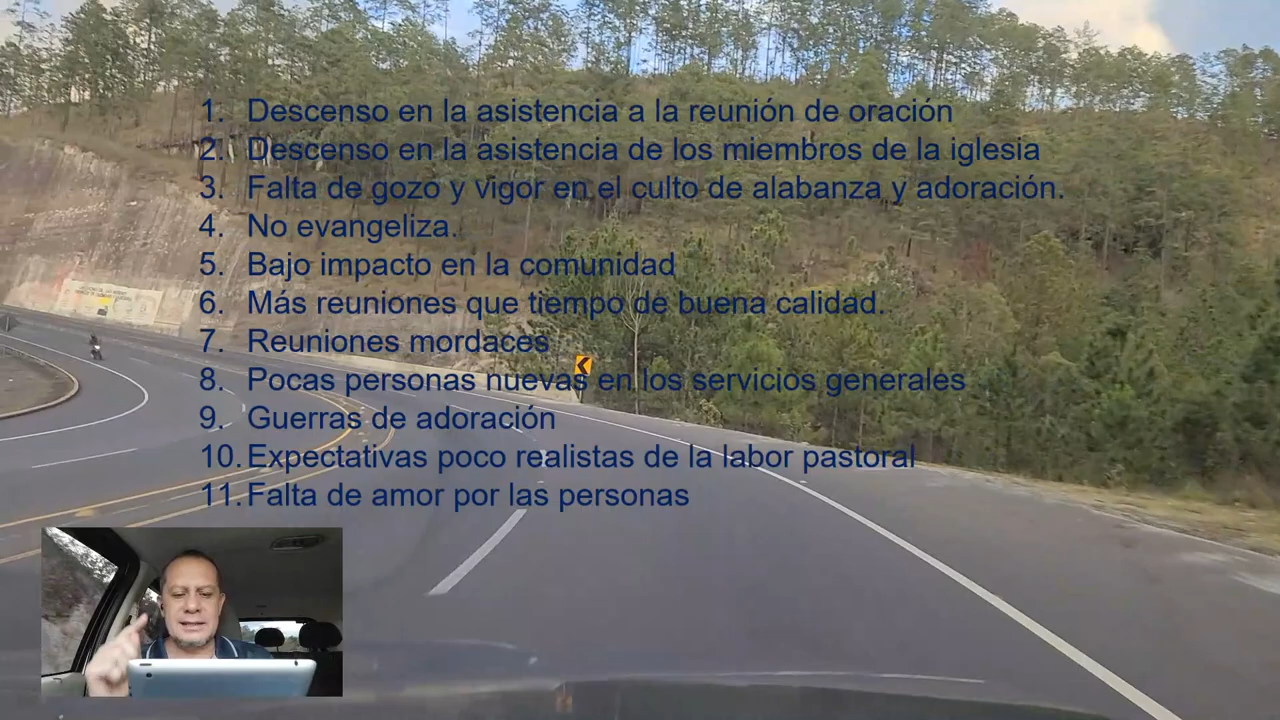 1. Descenso en la asistencia a la reunión de oración
2. Descenso en la asistencia de los miembros de la iglesia
3. Falta de gozo y vigor en el culto de alabanza y adoración.
4. No evangeliza.
5. Bajo impacto en la comunidad
6. Más reuniones que tiempo de buena calidad.
7. Reuniones mordaces
8. Pocas personas nuevas en los servicios generales
9. Guerras de adoración
10. Expectativas poco realistas de la labor pastoral
11. Falta de amor por las personas